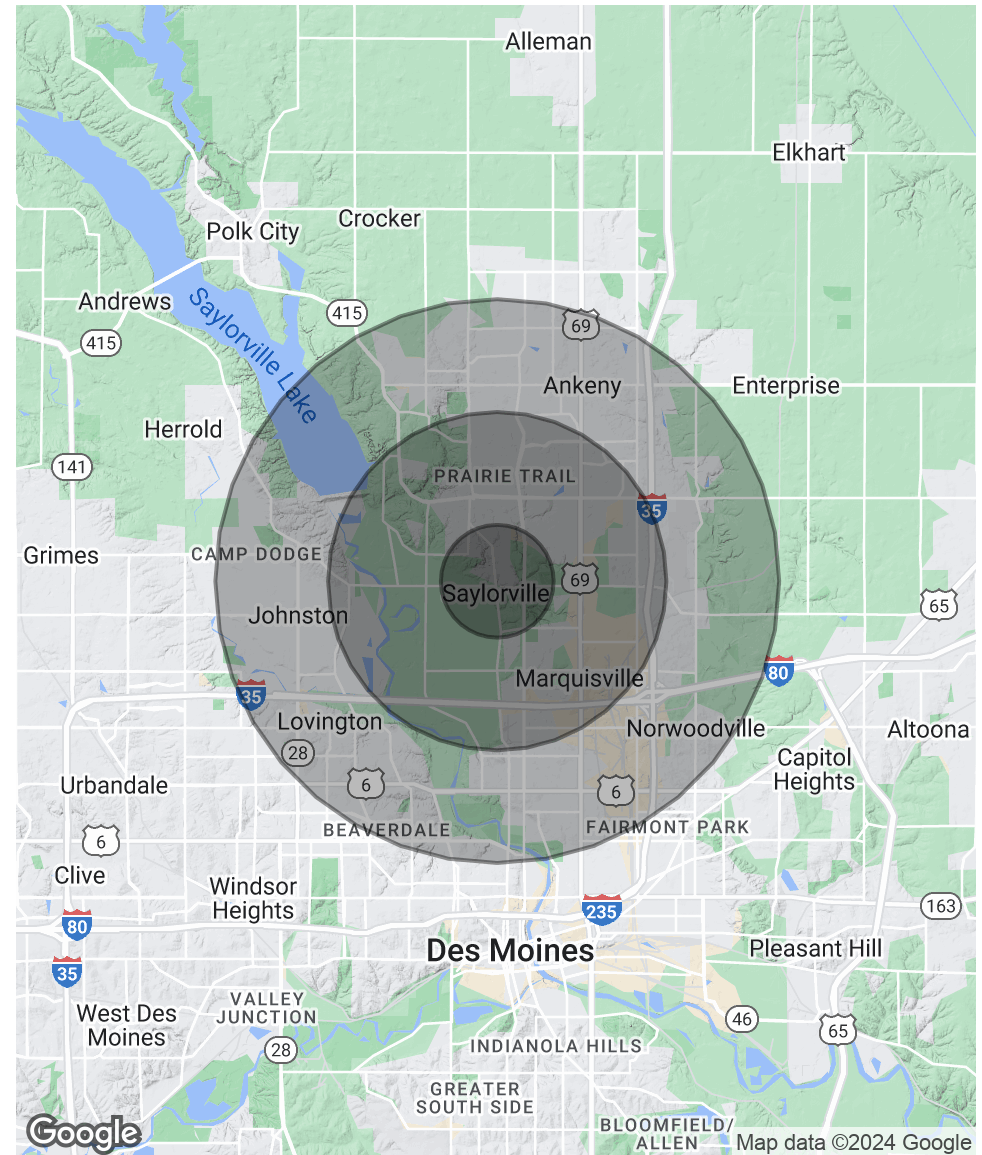 Alleman
Elkhart
Crocker
Polk City
Andrews
Saylorville Lake
415
69
415
Ankeny
Enterprise
Herrold
141
PRAIRIE TRAIL
35
Grimes
CAMP DODGE
69
Saylorville
65
Johnston
80
Marquisville
35
Lovington
Norwoodville
Altoona
28
Capitol
Heights
Urbandale
6
6
BEAVERDALE
FAIRMONT PARK
6
Clive
Windsor
Heights
163
235
80
Des Moines
Pleasant Hill
35
VALLEY
JUNCTION
West Des
Moines
46
65
28
INDIANOLA HILLS
GREATER
SOUTH SIDE
BLOOMFIELD/
ALLEN
Google
Map data ©2024 Google